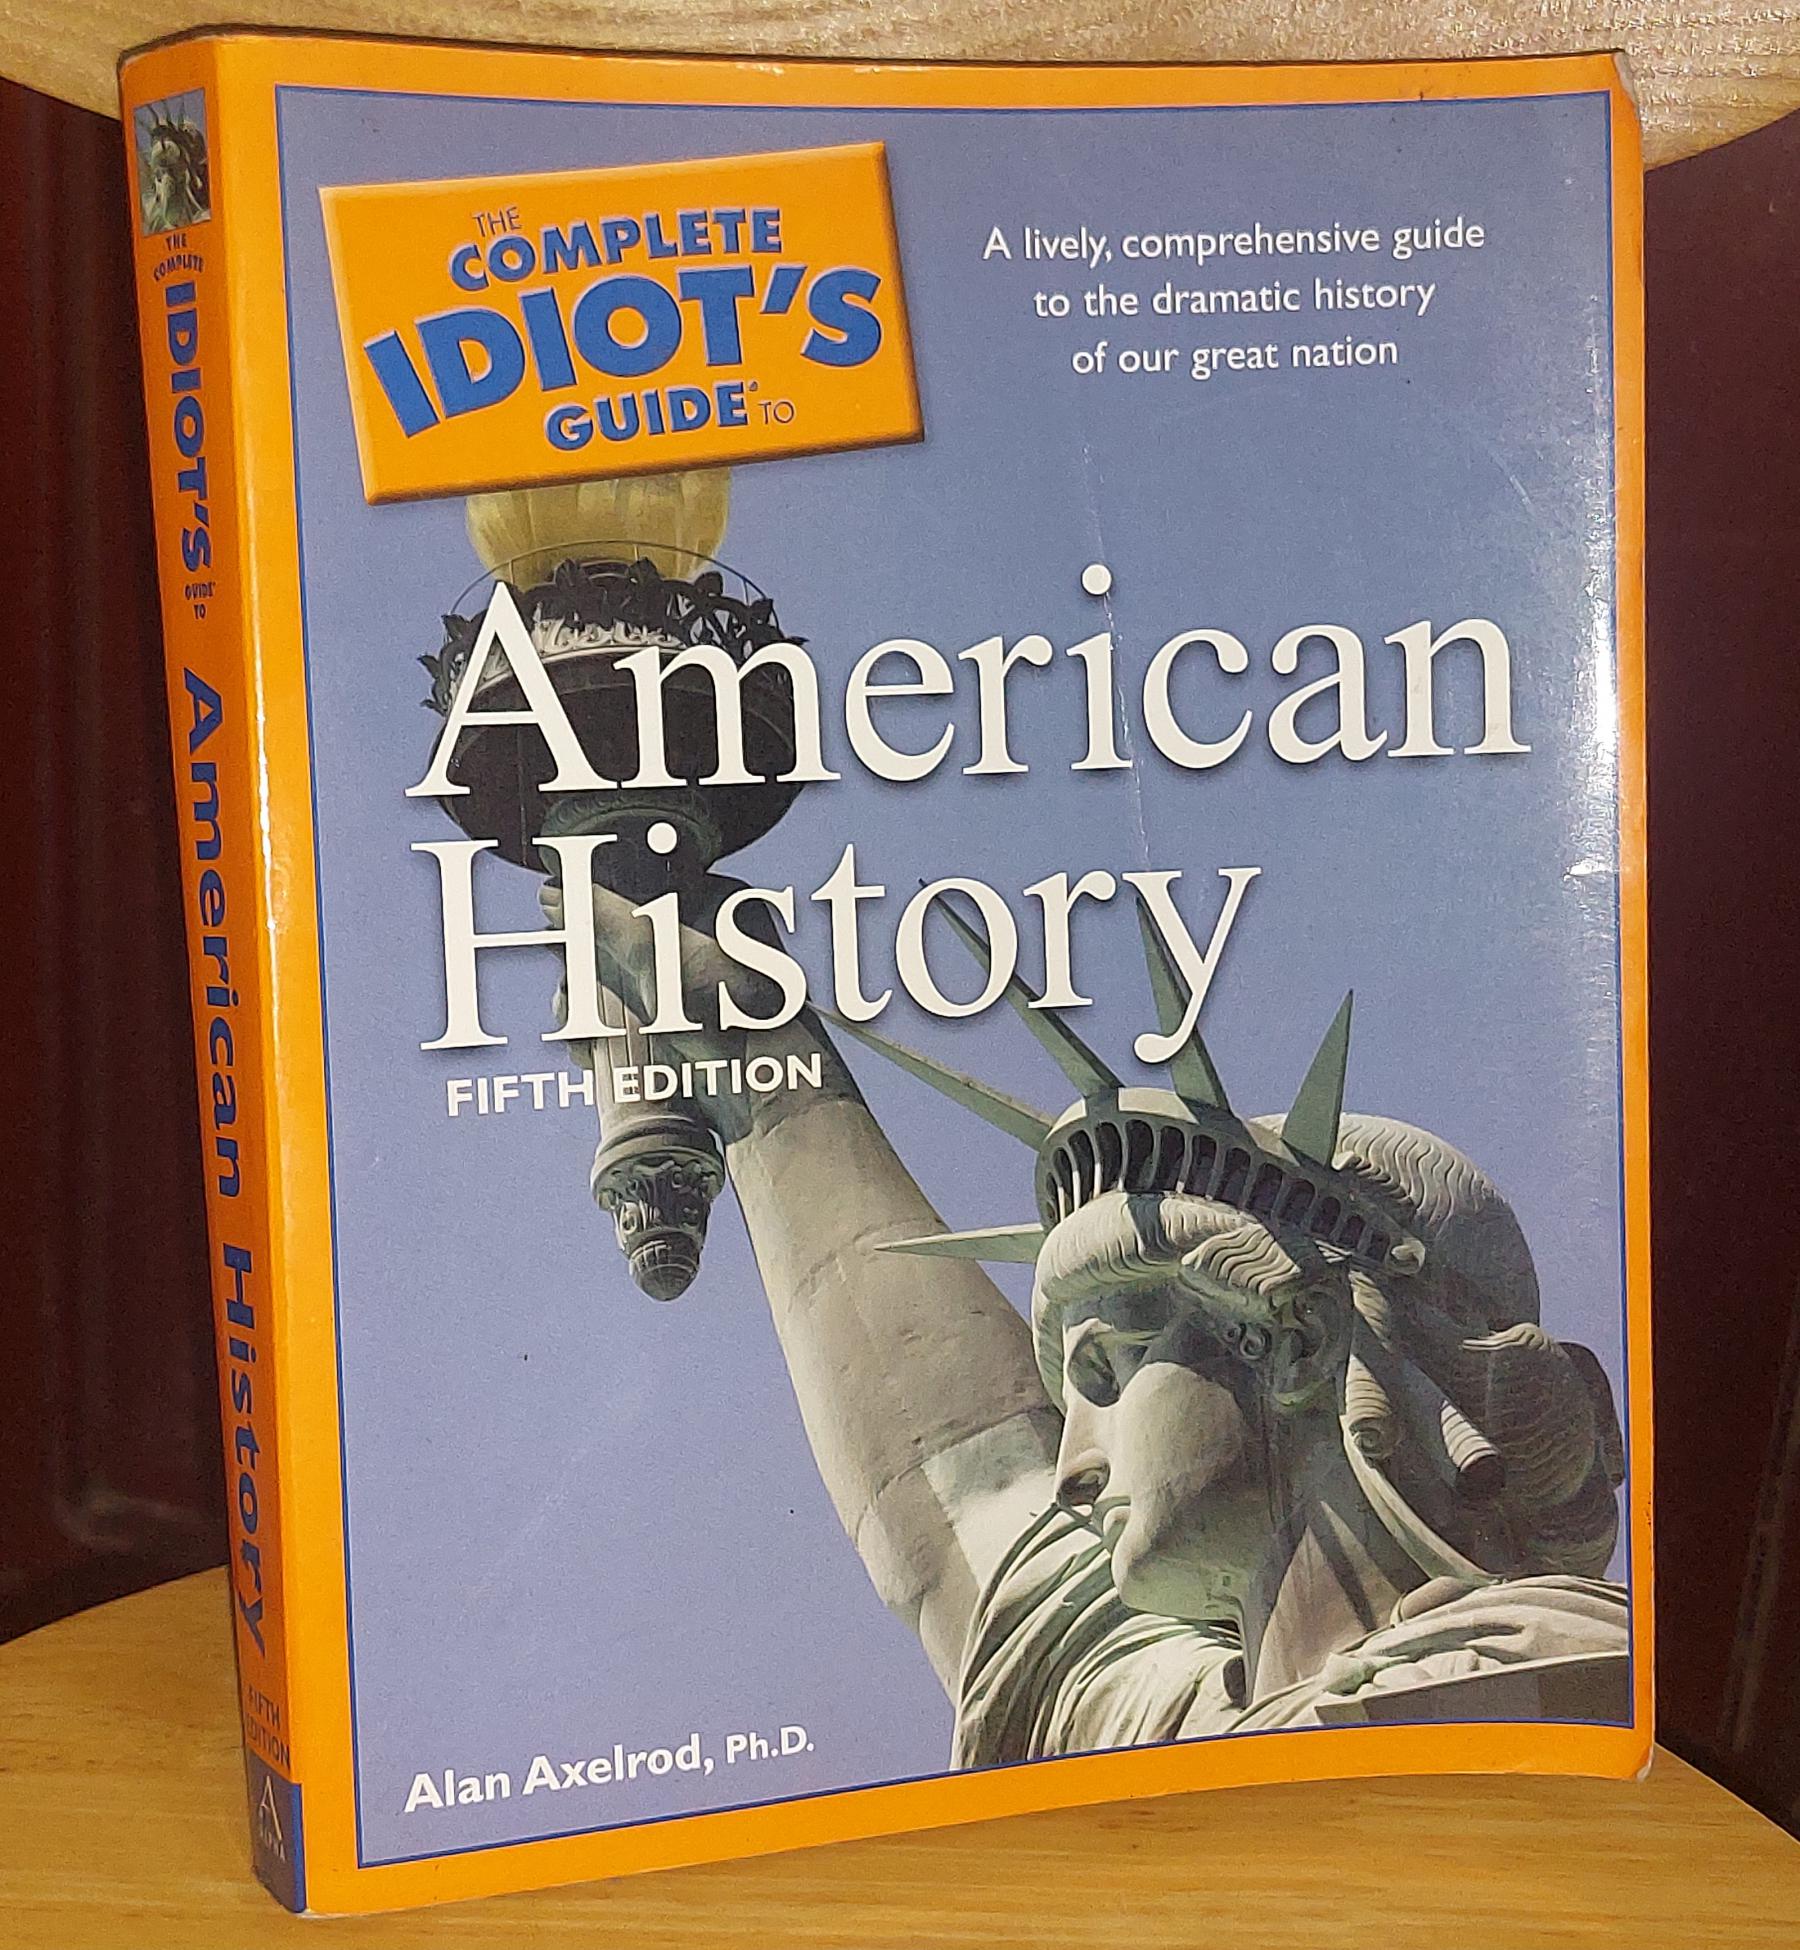 THE
COMPLETE
IDIOT'S
GUIDE® TO
A lively, comprehensive guide
to the dramatic history
of our great nation
American
History
FIFTH EDITION
Alan Axelrod, Ph.D.
THE
COMPLETE
IDIOT'S
GUIDE®
TO
American History
FIFTH
EDITION
A
ALPHA